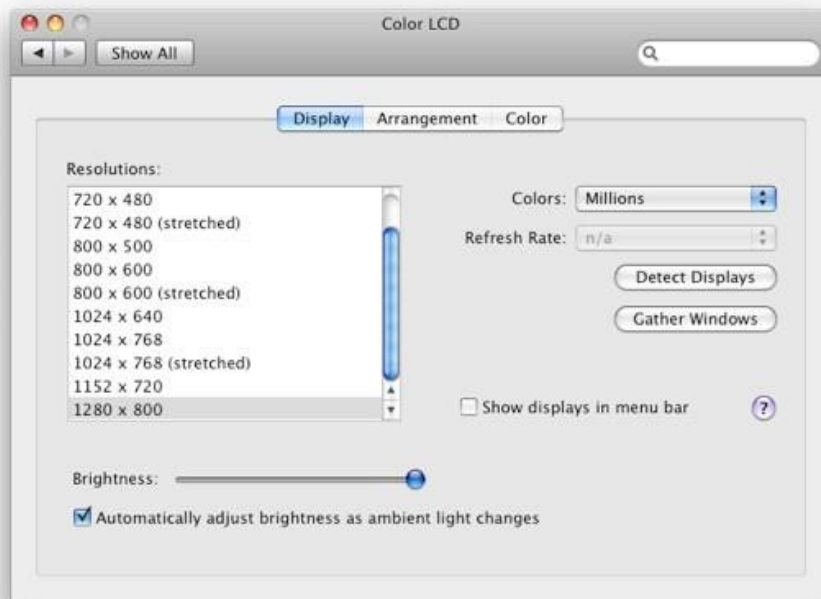 Color LCD
Show All
Display Arrangement Color
Resolutions:
720 x 480
720 x 480 (stretched)
800 x 500
800 x 600
800 x 600 (stretched)
1024 x 640
1024 x 768
1024 x 768 (stretched)
1152 x 720
1280 x 800
Colors: Millions
Refresh Rate: n/a
Detect Displays
Gather Windows
Show displays in menu bar ?
Brightness:
Automatically adjust brightness as ambient light changes